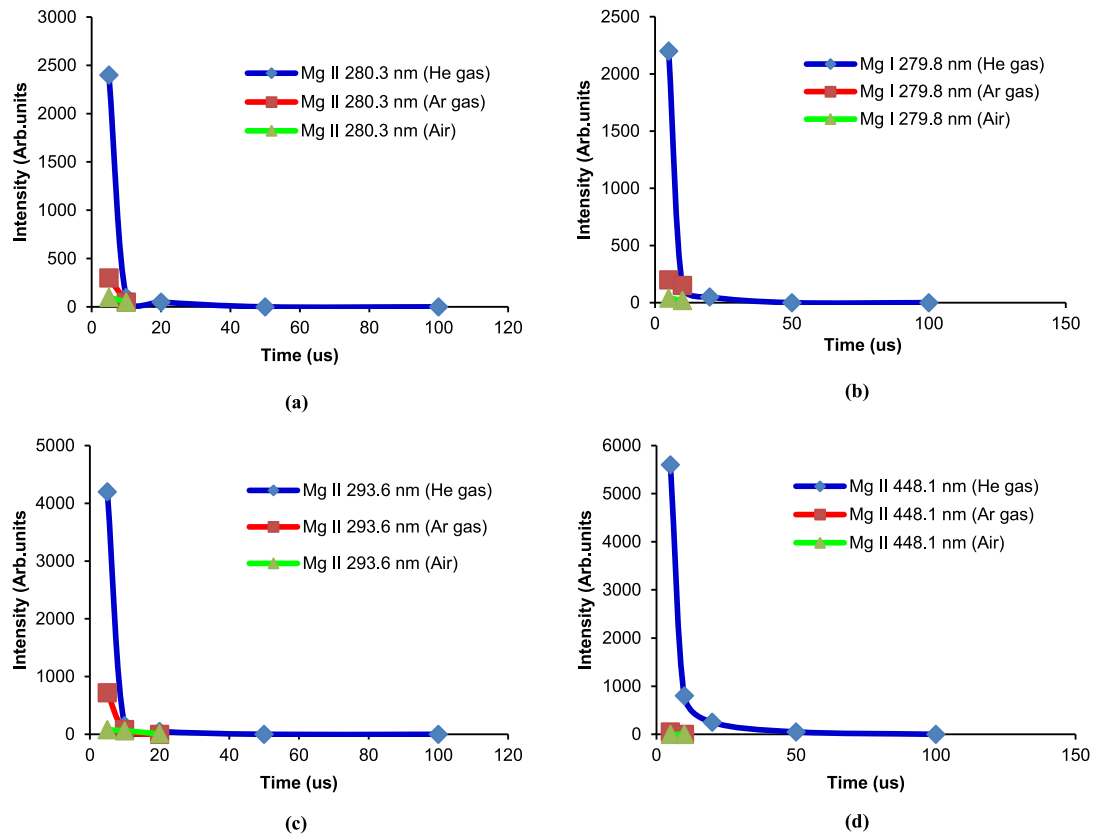 3000
2500
2000
1500
1000
500
0
0 20 40 60 80 100 120
Intensity (Arb.units
Time (us)
Mg II 280.3 nm (He gas)
Mg II 280.3 nm (Ar gas)
Mg II 280.3 nm (Air)
(a)
2500
2000
1500
1000
500
0
0 50 100 150
Intensity (Arb.units
Time (us)
Mg I 279.8 nm (He gas)
Mg I 279.8 nm (Ar gas)
Mg I 279.8 nm (Air)
(b)
5000
4000
3000
2000
1000
0
0 20 40 60 80 100 120
Intensity (Arb.units
Time (us)
Mg II 293.6 nm (He gas)
Mg II 293.6 nm (Ar gas)
Mg II 293.6 nm (Air)
(c)
6000
5000
4000
3000
2000
1000
0
0 50 100 150
Intensity (Arb.units
Time (us)
Mg II 448.1 nm (He gas)
Mg II 448.1 nm (Ar gas)
Mg II 448.1 nm (Air)
(d)